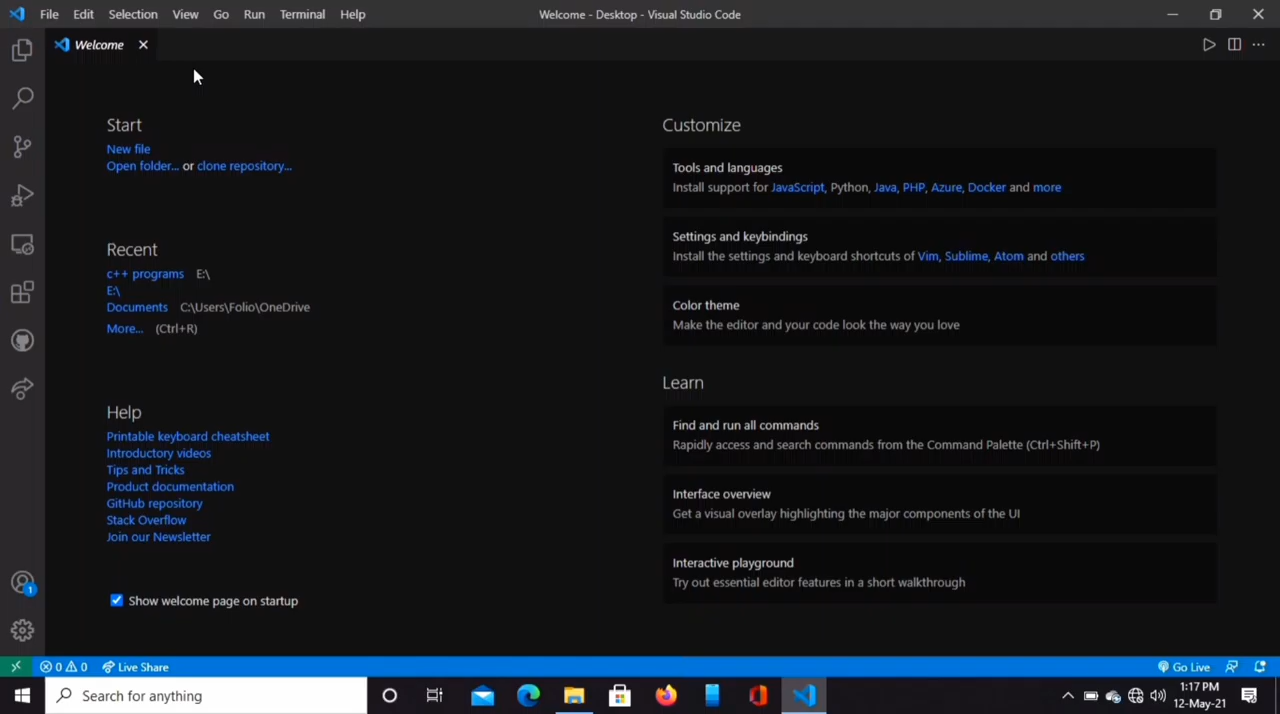 File Edit Selection View Go Run Terminal Help
Welcome - Desktop - Visual Studio Code
Welcome
Start
New file
Open folder... or clone repository...
Recent
c++ programs E:\
E:\
Documents C:\Users\Folio\OneDrive
More... (Ctrl+R)
Help
Printable keyboard cheatsheet
Introductory videos
Tips and Tricks
Product documentation
GitHub repository
Stack Overflow
Join our Newsletter
Show welcome page on startup
Customize
Tools and languages
Install support for JavaScript, Python, Java, PHP, Azure, Docker and more
Settings and keybindings
Install the settings and keyboard shortcuts of Vim, Sublime, Atom and others
Color theme
Make the editor and your code look the way you love
Learn
Find and run all commands
Rapidly access and search commands from the Command Palette (Ctrl+Shift+P)
Interface overview
Get a visual overlay highlighting the major components of the UI
Interactive playground
Try out essential editor features in a short walkthrough
1
0 0 Live Share
Go Live
Search for anything
1:17 PM
12-May-21